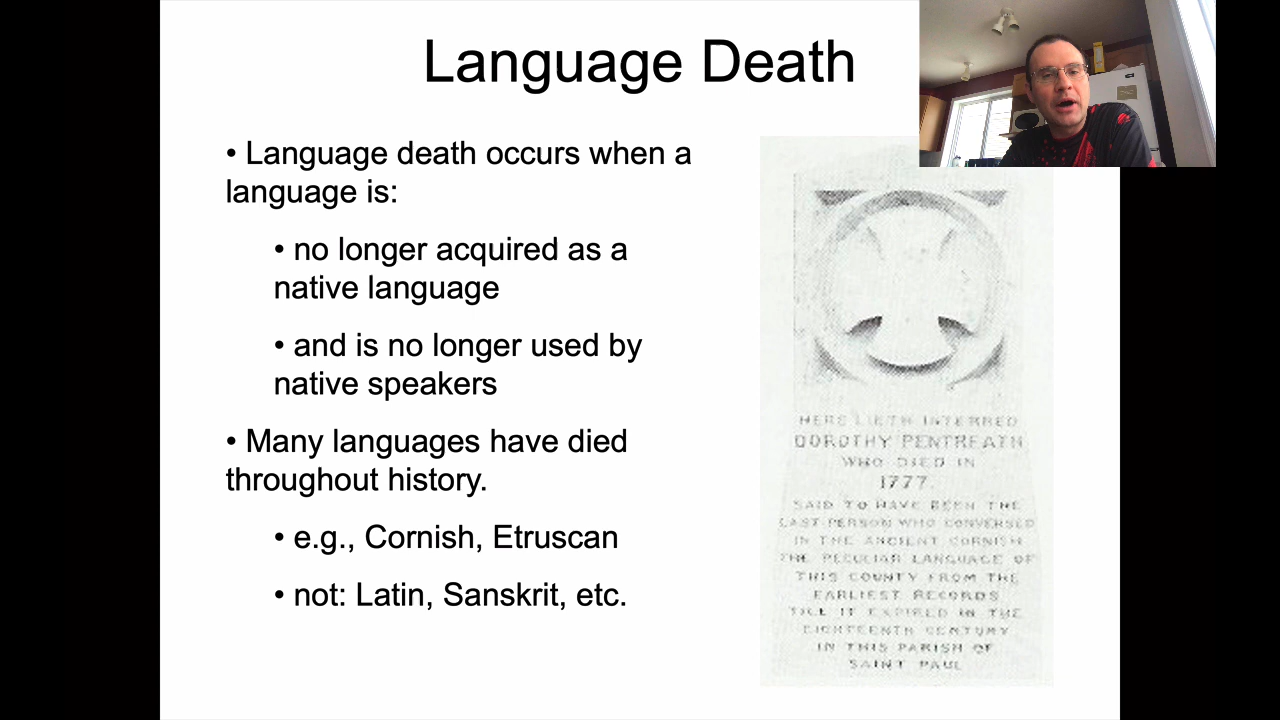 Language Death
• Language death occurs when a
language is:
• no longer acquired as a
native language
• and is no longer used by
native speakers
• Many languages have died
throughout history.
• e.g., Cornish, Etruscan
• not: Latin, Sanskrit, etc.
HERE LIETH INTERRED
DOROTHY PENTREATH
WHO DIED IN
1777.
SAID TO HAVE BEEN THE
LAST PERSON WHO CONVERSED
IN THE ANCIENT CORNISH
THE PECULIAR LANGUAGE OF
THIS COUNTY FROM THE
EARLIEST RECORDS
TILL IT EXPIRED IN THE
EIGHTEENTH CENTURY
IN THIS PARISH OF
SAINT PAUL